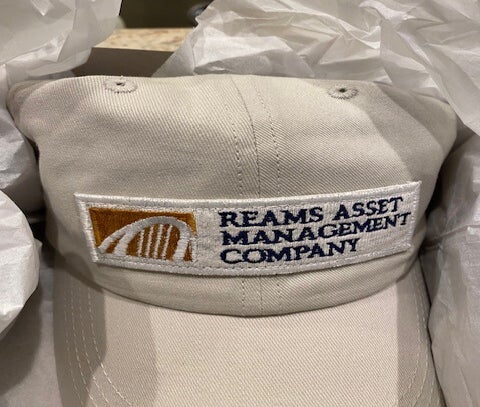 REAMS ASSET
MANAGEMENT
COMPANY